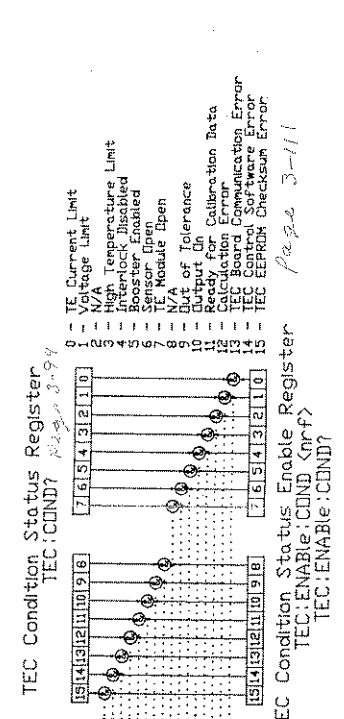 TEC Condition Status Register
TEC:COND? Page 3-94
15 14 13 12 11 10 9 8
7 6 5 4 3 2 1 0
& & & & & & & &
& & & & & & & &
15 14 13 12 11 10 9 8
7 6 5 4 3 2 1 0
EC Condition Status Enable Register
TEC:ENABle:COND <nrf>
TEC:ENABle:COND?
0 - TE Current Limit
1 - Voltage Limit
2 - N/A
3 - High Temperature Limit
4 - Interlock Disabled
5 - Booster Enabled
6 - Sensor Open
7 - TE Module Open
8 - N/A
9 - Out of Tolerance
10 - Output On
11 - Ready for Calibration Data
12 - Calculation Error
13 - TEC Board Communication Error
14 - TEC Control Software Error
15 - TEC EEPROM Checksum Error
Page 3-111